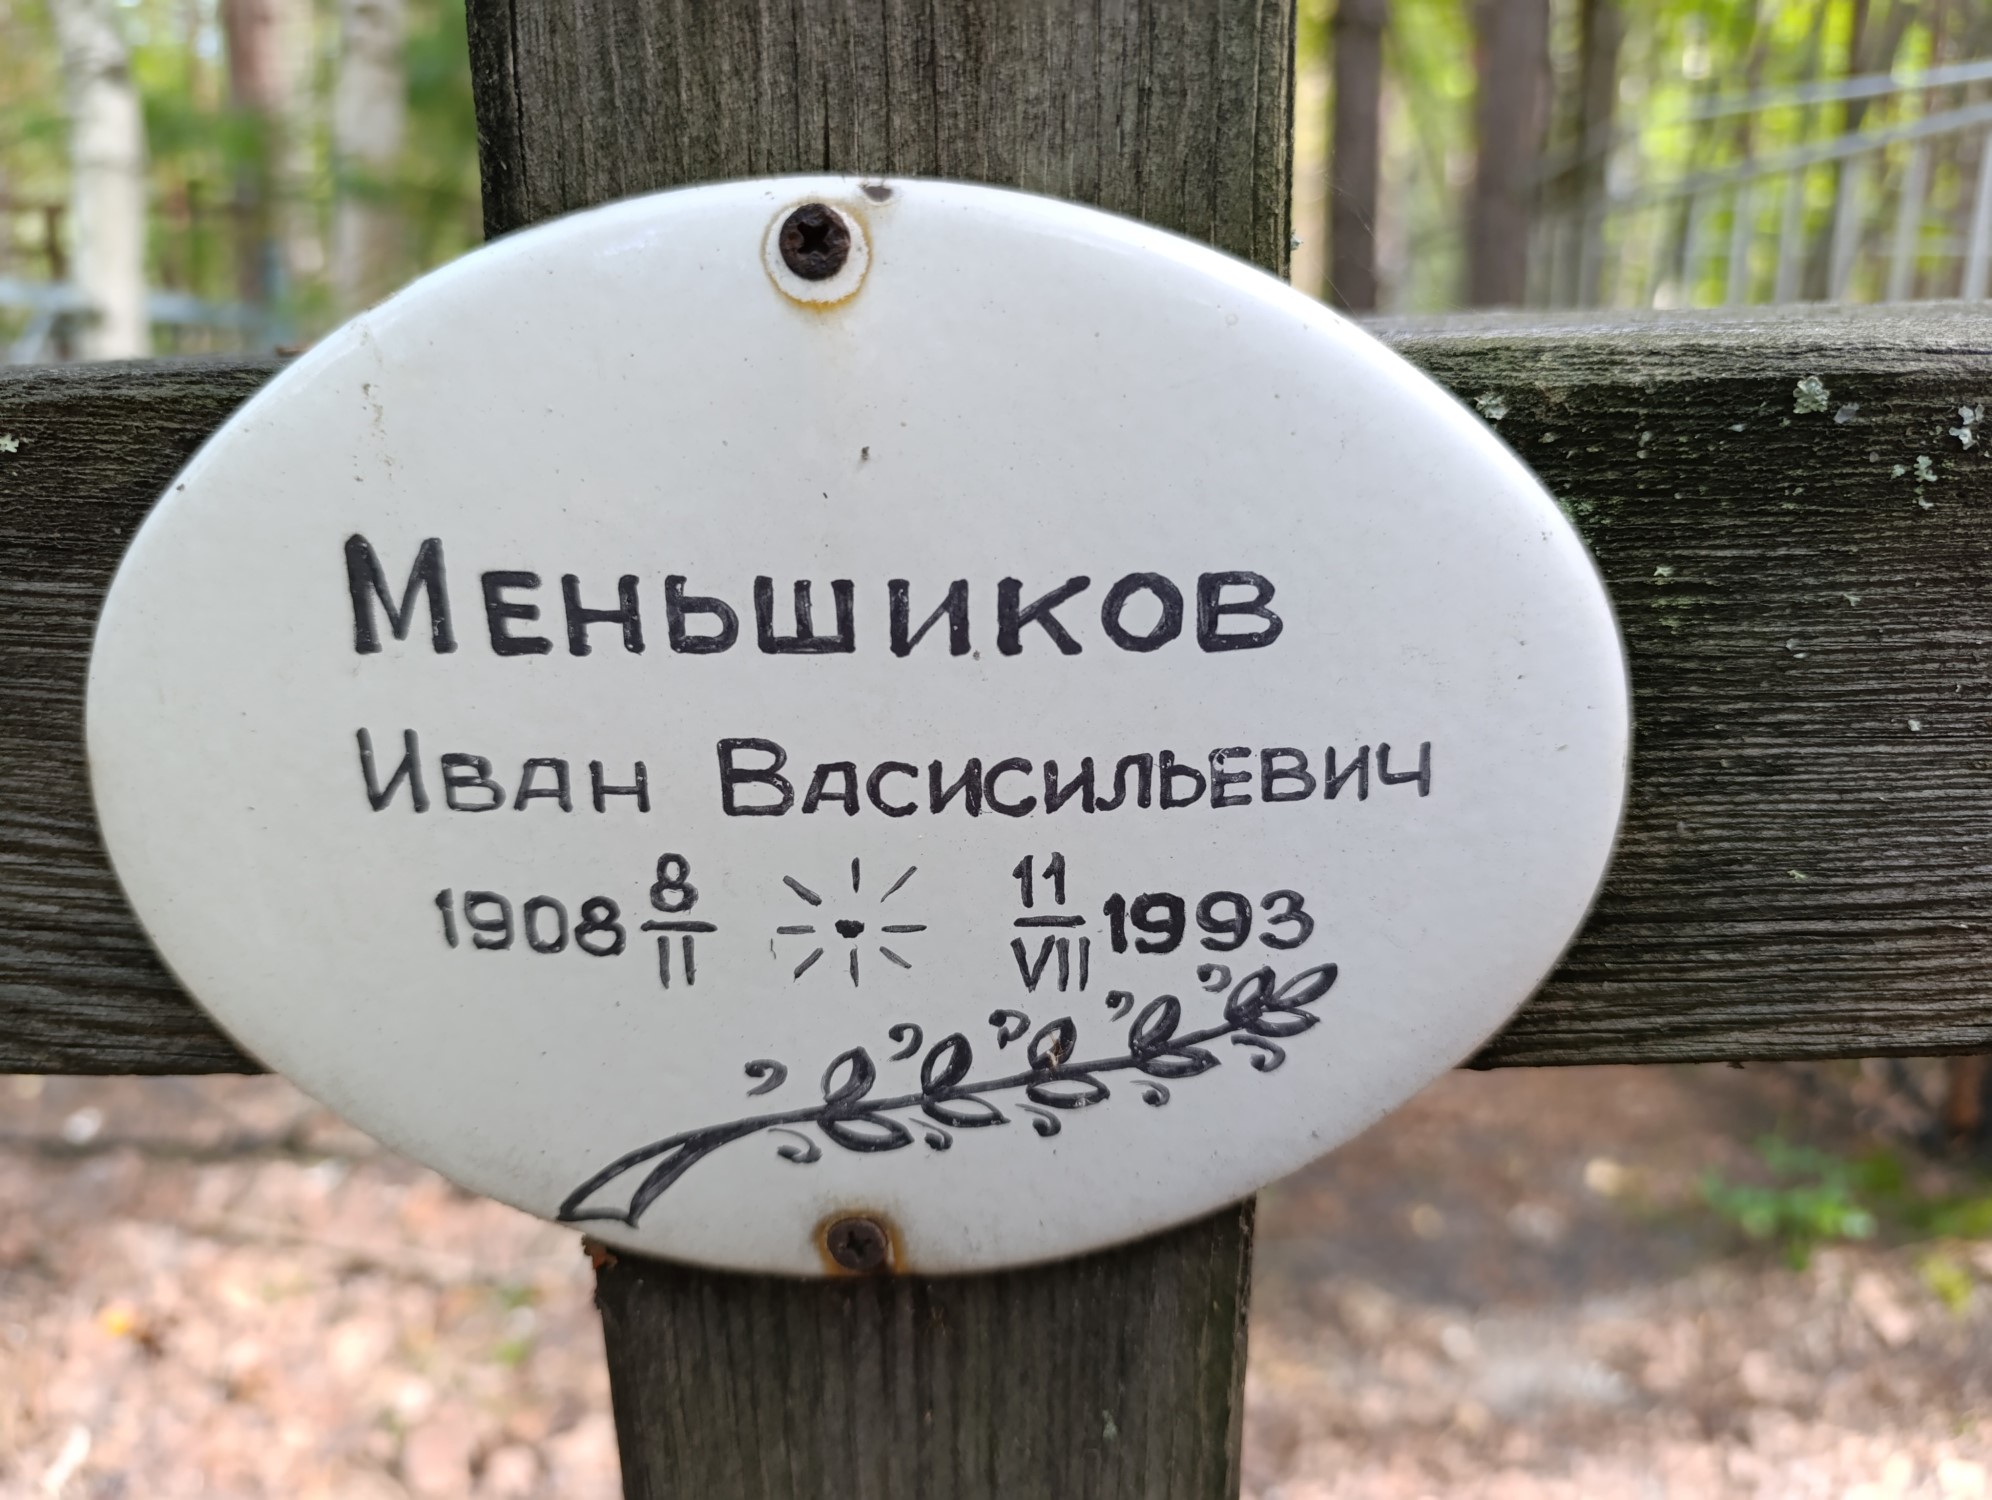 Меньшиков
Иван Васисильевич
1908 8/II 11/VII 1993